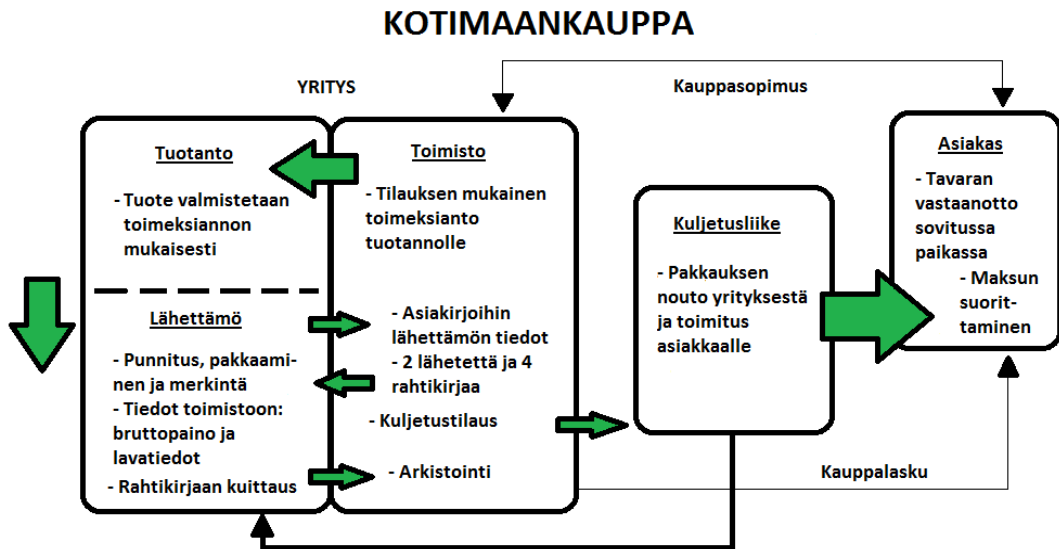 KOTIMAANKAUPPA
YRITYS
Kauppasopimus
Tuotanto
- Tuote valmistetaan
toimeksiannon
mukaisesti
Lähettämö
- Punnitus, pakkaami-
nen ja merkintä
- Tiedot toimistoon:
bruttopaino ja
lavatiedot
- Rahtikirjaan kuittaus
Toimisto
- Tilauksen mukainen
toimeksianto
tuotannolle
- Asiakirjoihin
lähettämön tiedot
- 2 lähetettä ja 4
rahtikirjaa
- Kuljetustilaus
- Arkistointi
Kuljetusliike
- Pakkauksen
nouto yrityksestä
ja toimitus
asiakkaalle
Asiakas
- Tavaran
vastaanotto
sovitussa
paikassa
- Maksun
suorit-
taminen
Kauppalasku